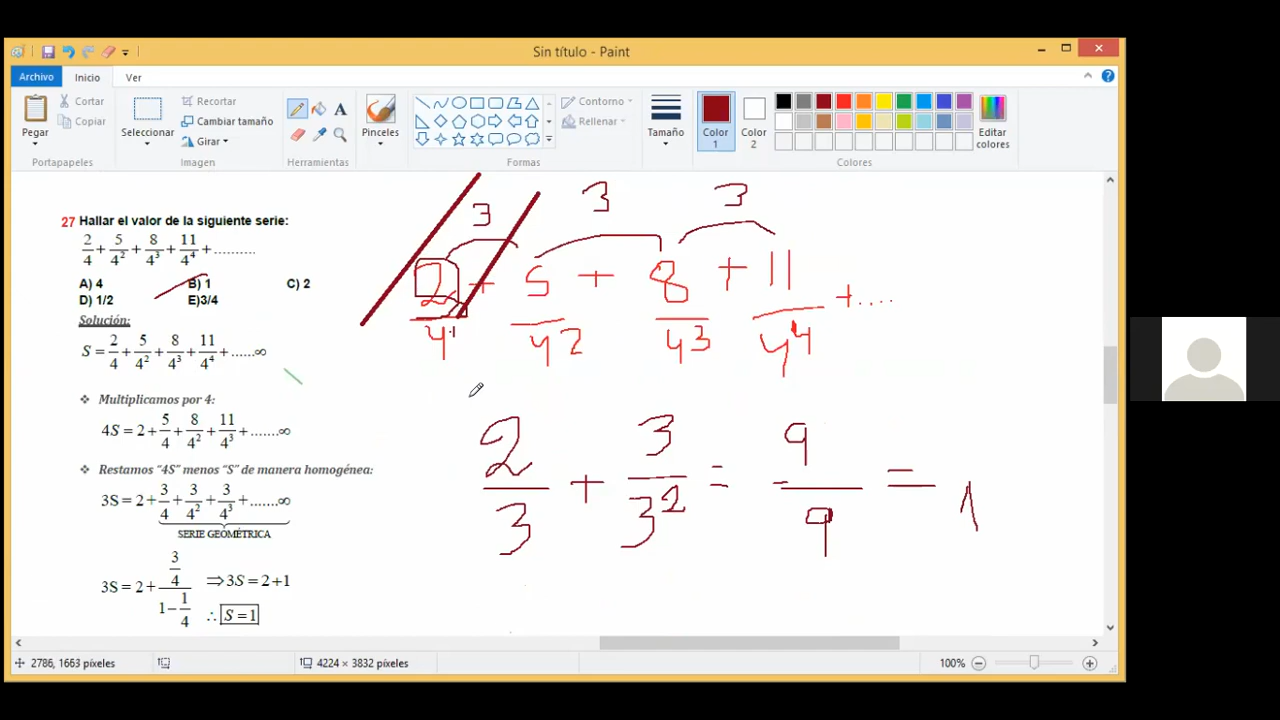 Sin título - Paint
Archivo Inicio Ver
Pegar
Cortar
Copiar
Portapapeles
Seleccionar
Recortar
Cambiar tamaño
Girar
Imagen
A
Herramientas
Pinceles
Contorno
Rellenar
Formas
Tamaño
Color 1
Color 2
Editar colores
Colores
27 Hallar el valor de la siguiente serie:
2/4 + 5/4² + 8/4³ + 11/4⁴ + ..........
A) 4 B) 1 C) 2
D) 1/2 E)3/4
Solución:
S = 2/4 + 5/4² + 8/4³ + 11/4⁴ + ......∞
❖ Multiplicamos por 4:
4S = 2 + 5/4 + 8/4² + 11/4³ + .......∞
❖ Restamos “4S” menos “S” de manera homogénea:
3S = 2 + 3/4 + 3/4² + 3/4³ + .......∞
SERIE GEOMÉTRICA
3S = 2 + (3/4)/(1 − 1/4) ⇒ 3S = 2 + 1
∴ S = 1
3 3 3
2/4¹ + 5/4² + 8/4³ + 11/4⁴ + ....
2/3 + 3/3² = 9/9 = 1
2786, 1663 píxeles 4224 × 3832 píxeles 100%